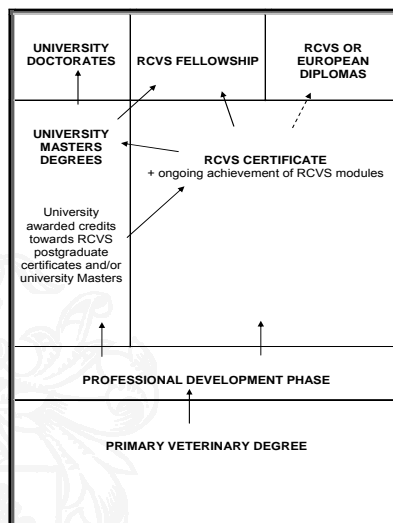 UNIVERSITY
DOCTORATES
RCVS FELLOWSHIP
RCVS OR
EUROPEAN
DIPLOMAS
UNIVERSITY
MASTERS
DEGREES
RCVS CERTIFICATE
+ ongoing achievement of RCVS modules
University
awarded credits
towards RCVS
postgraduate
certificates and/or
university Masters
PROFESSIONAL DEVELOPMENT PHASE
PRIMARY VETERINARY DEGREE